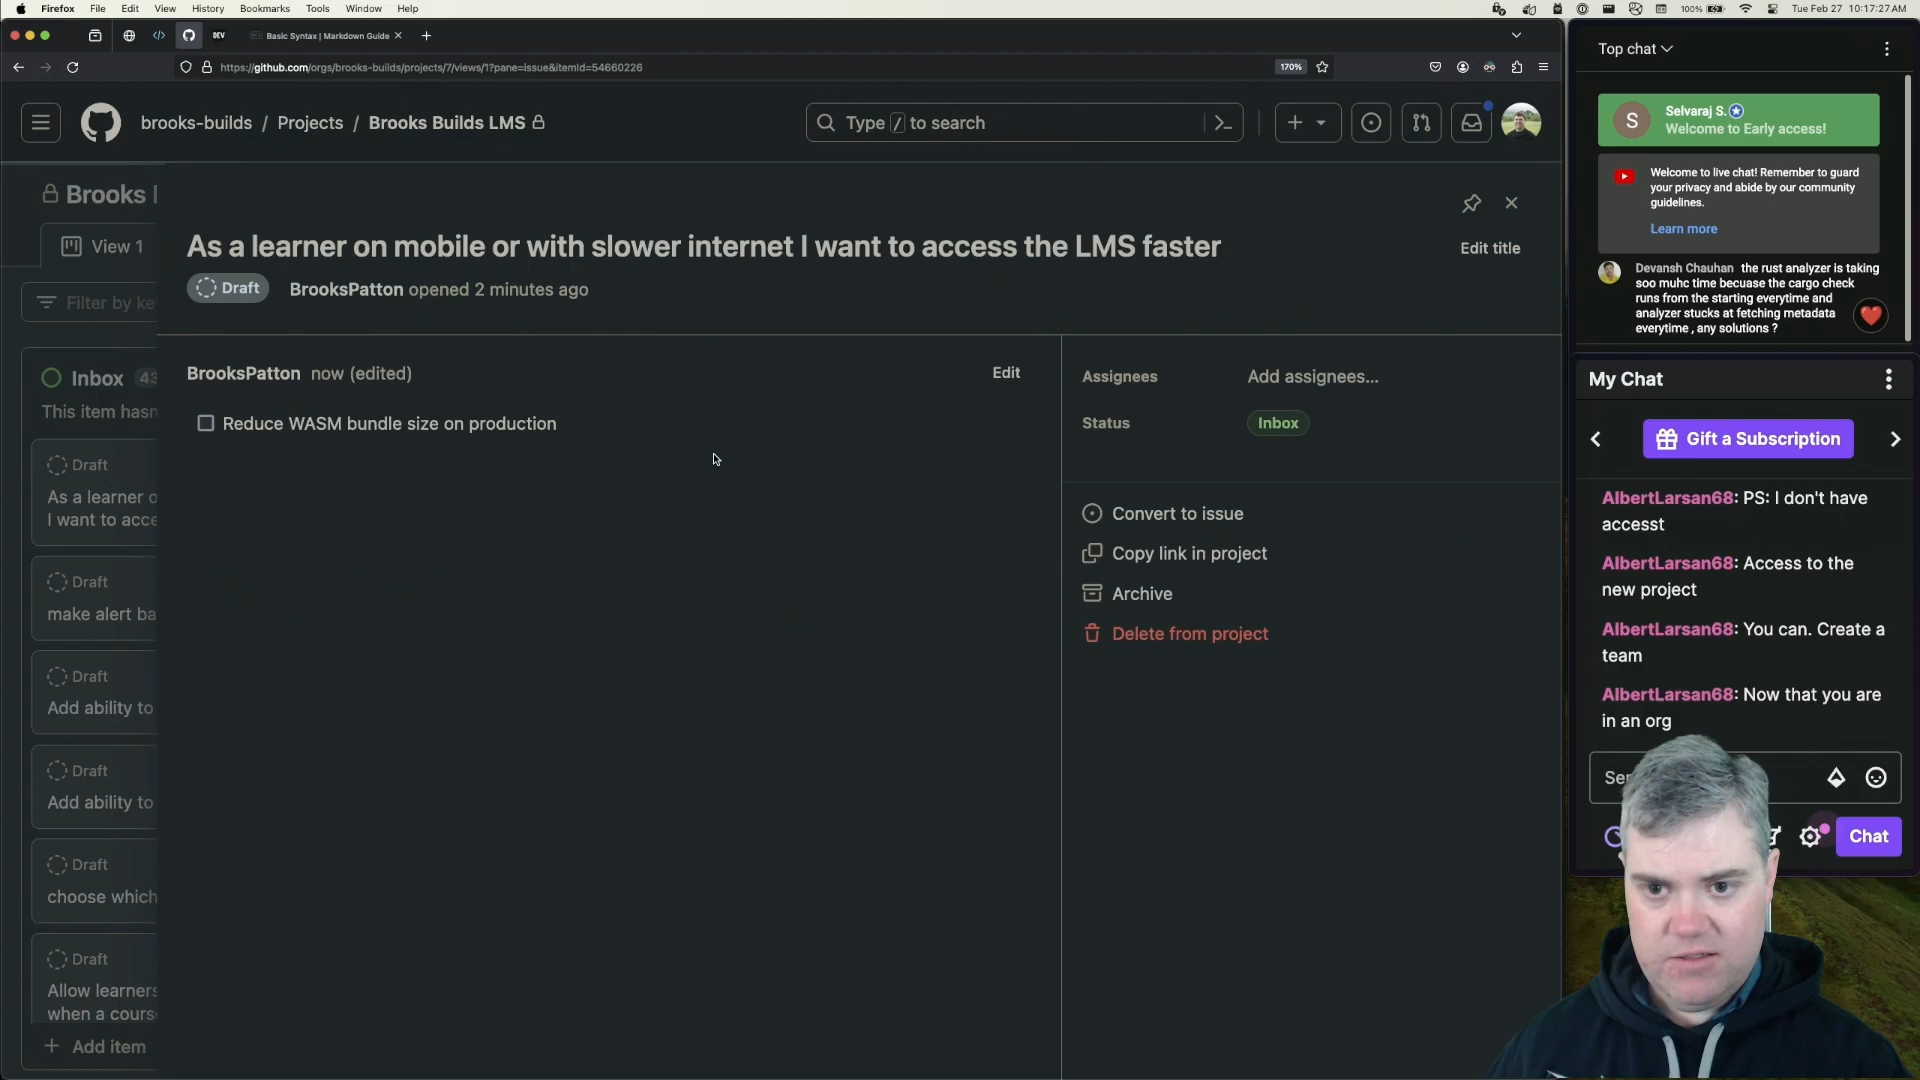 Firefox File Edit View History Bookmarks Tools Window Help
100% Tue Feb 27 10:17:27 AM
DEV Basic Syntax | Markdown Guide
https://github.com/orgs/brooks-builds/projects/7/views/1?pane=issue&itemId=54660226
170%
brooks-builds / Projects / Brooks Builds LMS
Type / to search
Brooks
View 1
Filter by ke
Inbox 43
This item hasn
Draft
As a learner o
I want to acce
Draft
make alert ba
Draft
Add ability to
Draft
Add ability to
Draft
choose which
Draft
Allow learners
when a cours
Add item
As a learner on mobile or with slower internet I want to access the LMS faster
Edit title
Draft
BrooksPatton opened 2 minutes ago
BrooksPatton now (edited)
Edit
Reduce WASM bundle size on production
Assignees
Add assignees...
Status
Inbox
Convert to issue
Copy link in project
Archive
Delete from project
Top chat
S
Selvaraj S.
Welcome to Early access!
Welcome to live chat! Remember to guard
your privacy and abide by our community
guidelines.
Learn more
Devansh Chauhan the rust analyzer is taking
soo muhc time becuase the cargo check
runs from the starting everytime and
analyzer stucks at fetching metadata
everytime , any solutions ?
My Chat
Gift a Subscription
AlbertLarsan68: PS: I don't have
accesst
AlbertLarsan68: Access to the
new project
AlbertLarsan68: You can. Create a
team
AlbertLarsan68: Now that you are
in an org
Chat